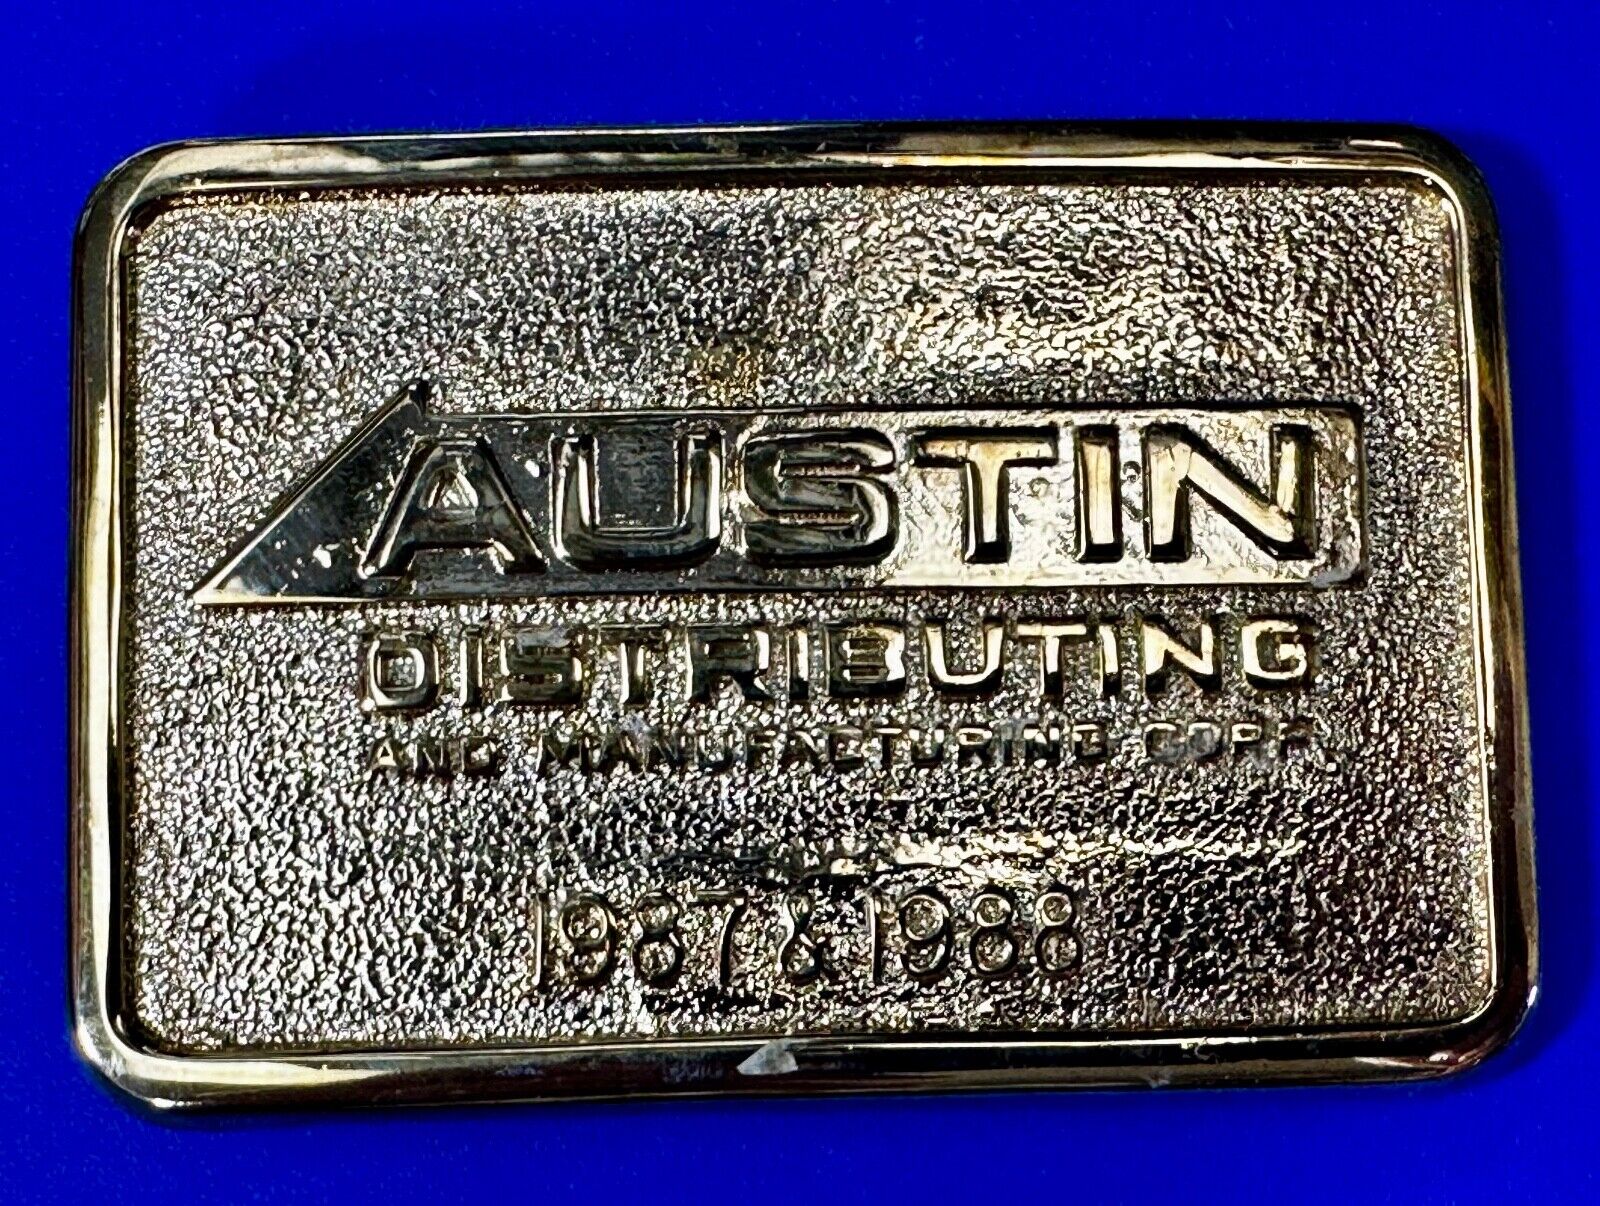 AUSTIN
DISTRIBUTING
AND MANUFACTURING CORP.
1987 & 1988